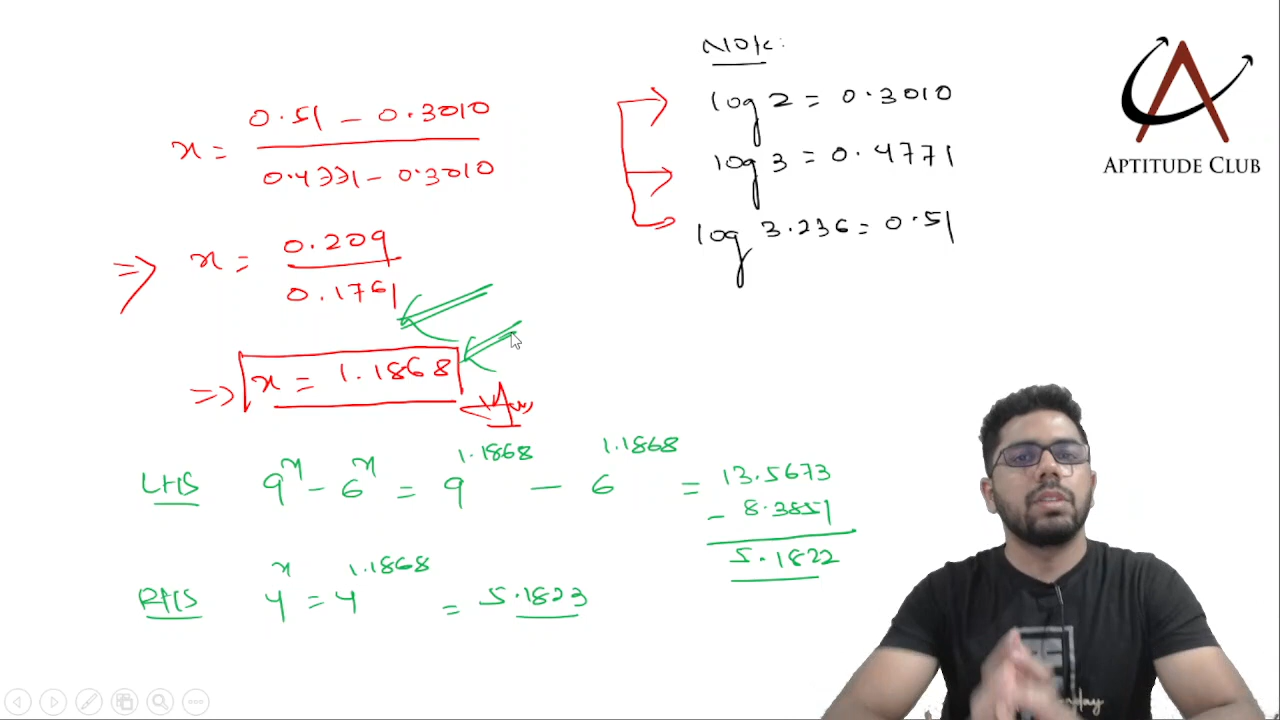 Note:
log 2 = 0.3010
log 3 = 0.4771
log 3.236 = 0.51
APTITUDE CLUB
x = 0.51 - 0.3010
0.4771 - 0.3010
=> x = 0.209
0.1761
=> x = 1.1868
Ans
LHS 9^x - 6^x = 9^1.1868 - 6^1.1868 = 13.5673
- 8.3851
5.1822
RHS 4^x = 4^1.1868 = 5.1823